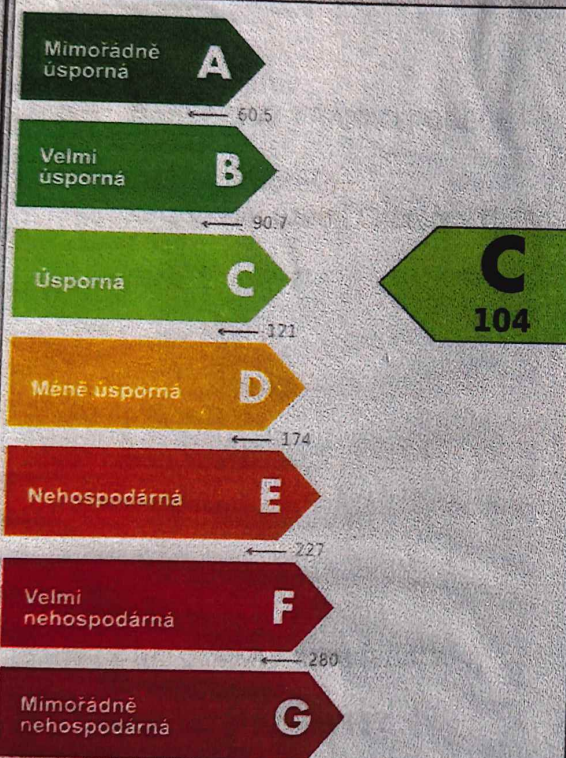 Mimořádně
úsporná
A
← 60.5
Velmi
úsporná
B
← 90.7
Úsporná
C
C
104
← 121
Méně úsporná
D
← 174
Nehospodárná
E
← 227
Velmi
nehospodárná
F
← 280
Mimořádně
nehospodárná
G